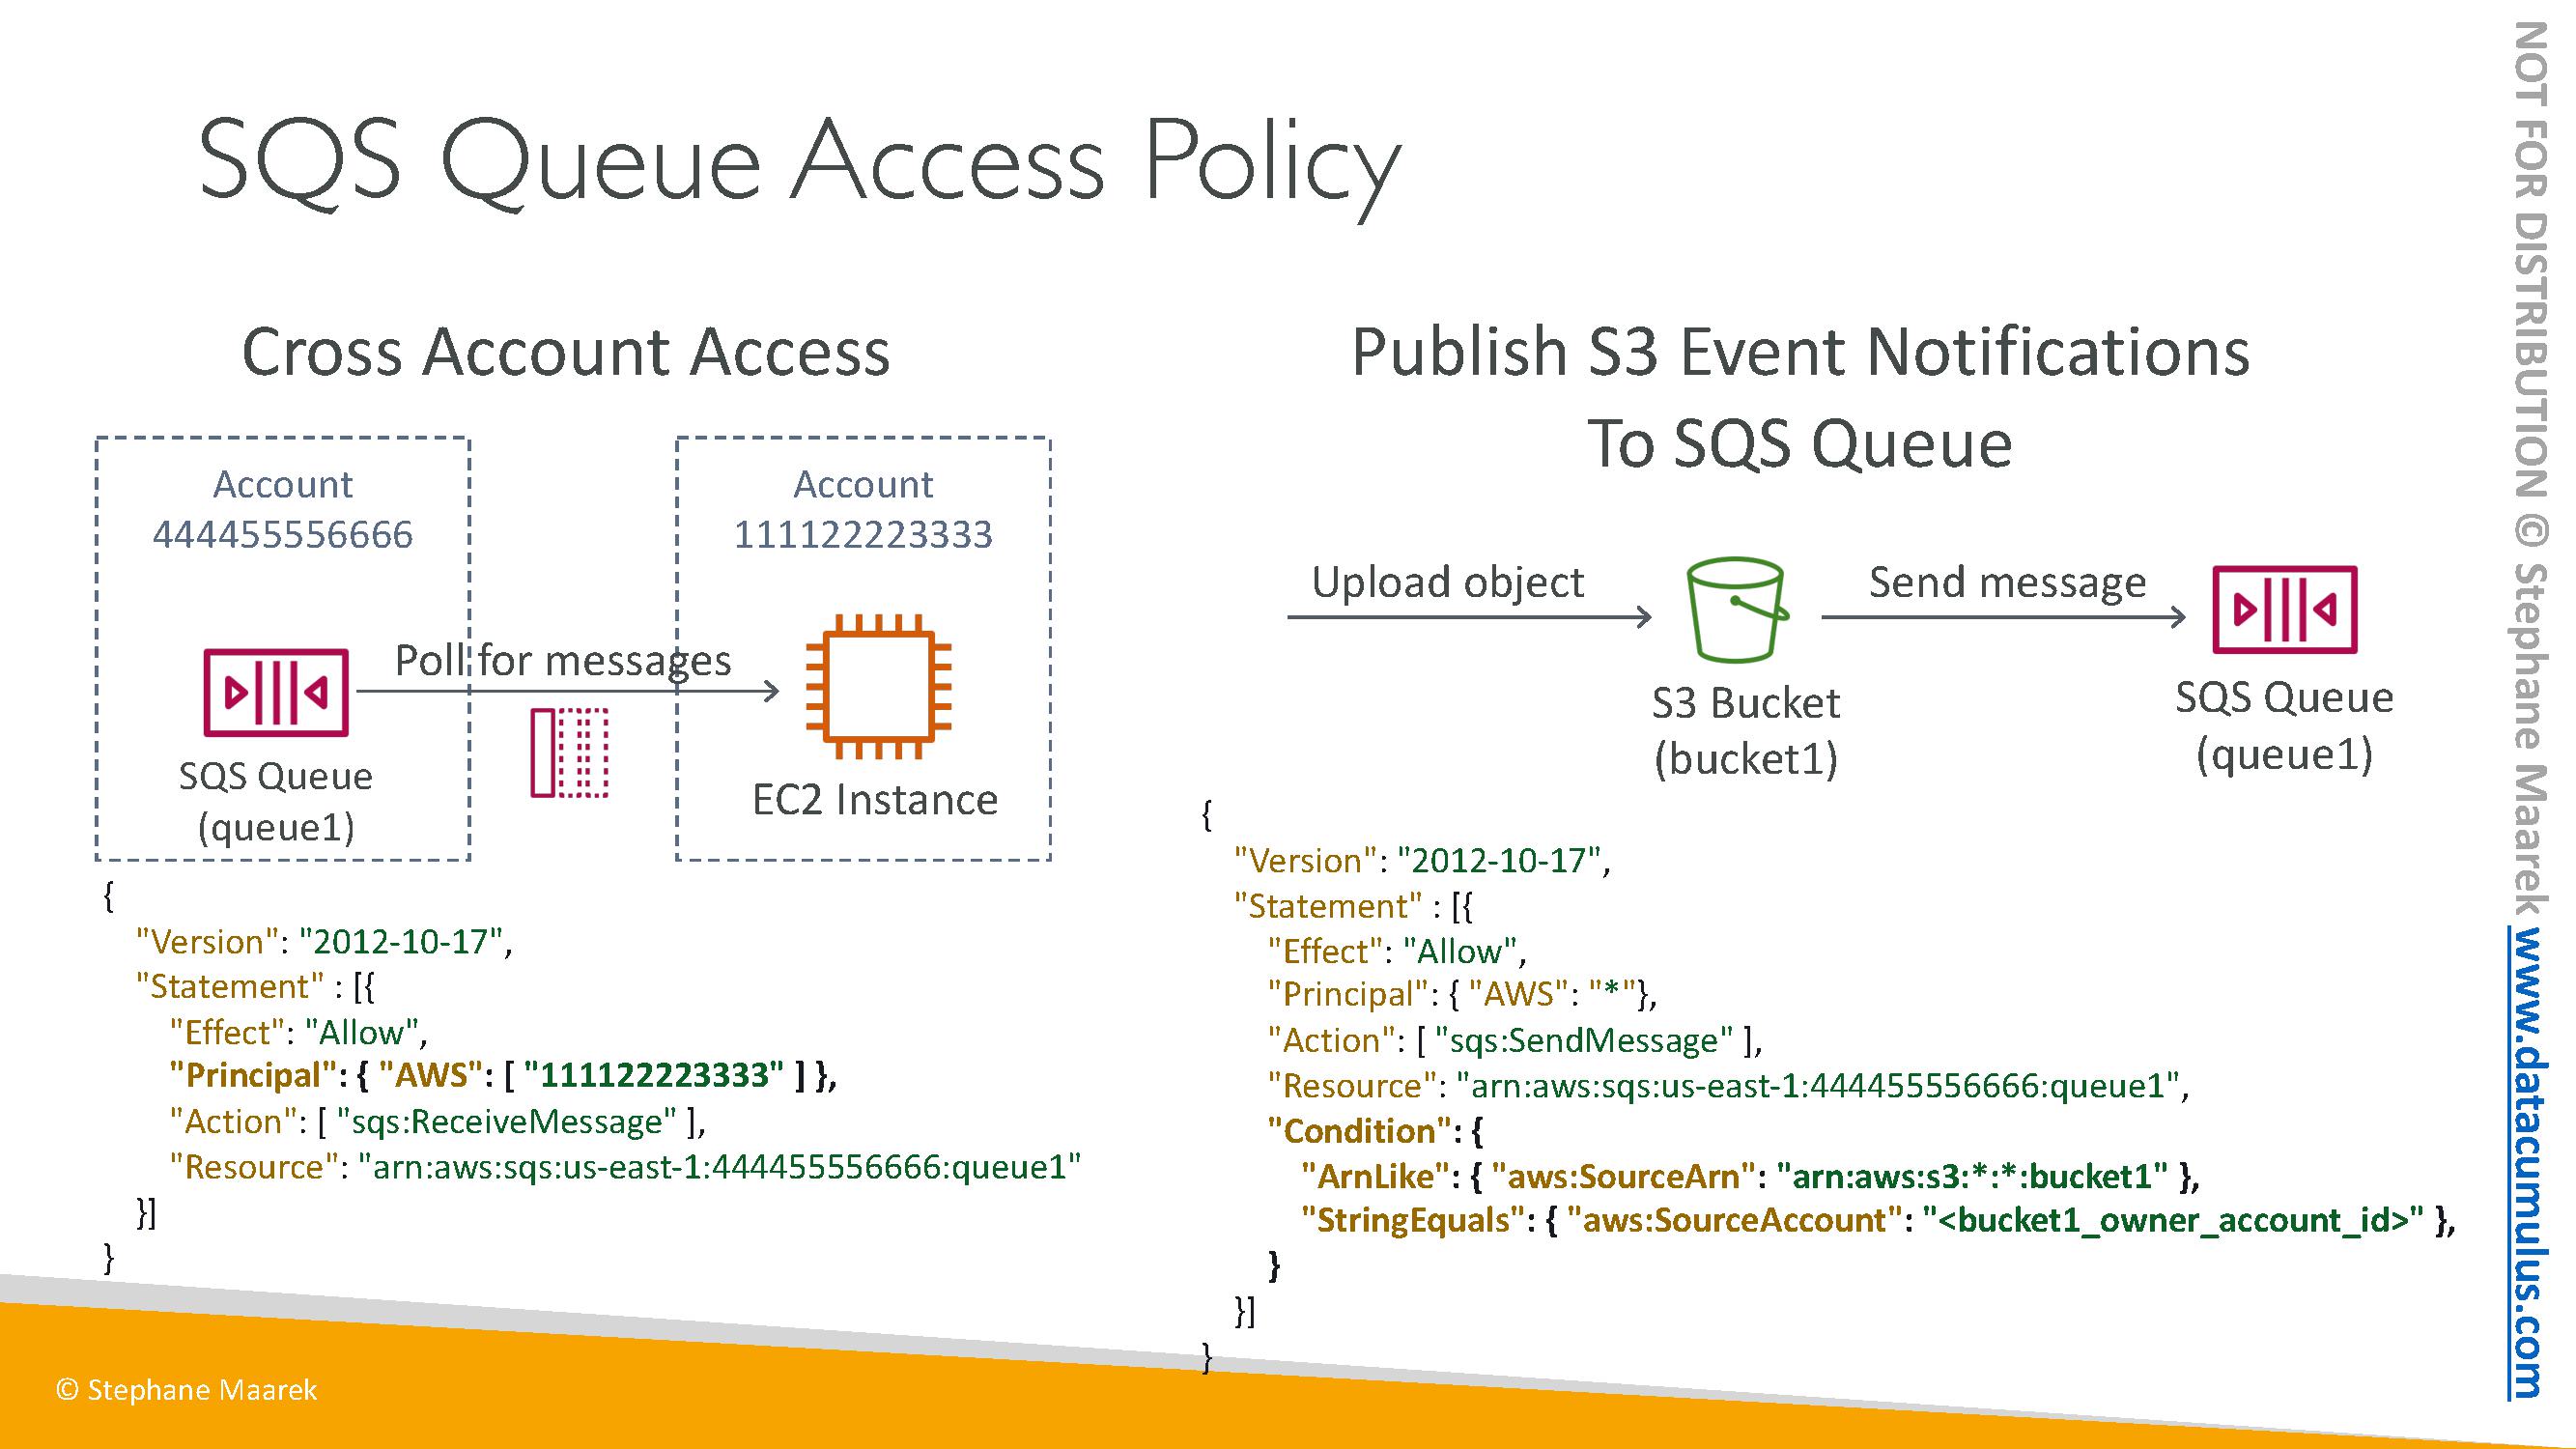 SQS Queue Access Policy
Cross Account Access
Account
444455556666
Account
111122223333
Poll for messages
SQS Queue
(queue1)
EC2 Instance
{
"Version": "2012-10-17",
"Statement" : [{
"Effect": "Allow",
"Principal": { "AWS": [ "111122223333" ] },
"Action": [ "sqs:ReceiveMessage" ],
"Resource": "arn:aws:sqs:us-east-1:444455556666:queue1"
}]
}
Publish S3 Event Notifications
To SQS Queue
Upload object
Send message
S3 Bucket
(bucket1)
SQS Queue
(queue1)
{
"Version": "2012-10-17",
"Statement" : [{
"Effect": "Allow",
"Principal": { "AWS": "*"},
"Action": [ "sqs:SendMessage" ],
"Resource": "arn:aws:sqs:us-east-1:444455556666:queue1",
"Condition": {
"ArnLike": { "aws:SourceArn": "arn:aws:s3:*:*:bucket1" },
"StringEquals": { "aws:SourceAccount": "<bucket1_owner_account_id>" },
}
}]
}
© Stephane Maarek
NOT FOR DISTRIBUTION © Stephane Maarek www.datacumulus.com